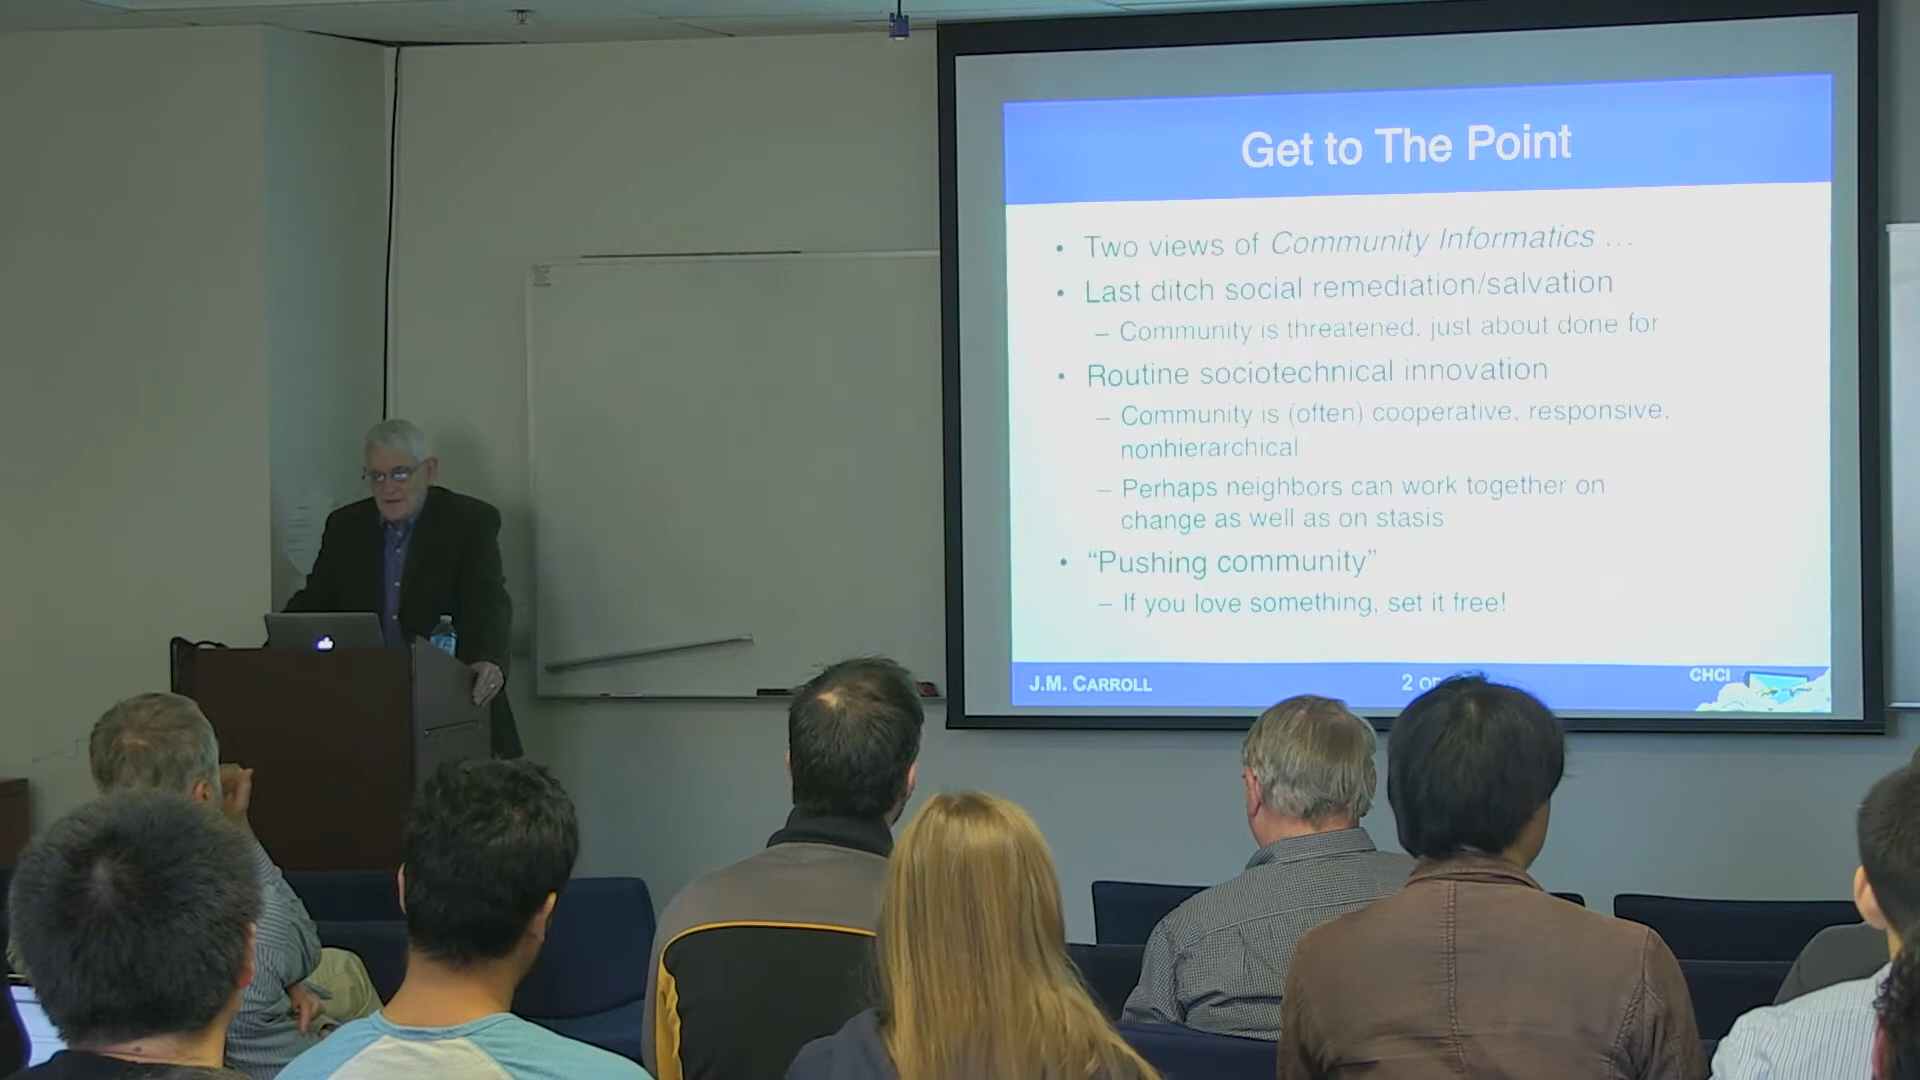 Get to The Point
• Two views of Community Informatics ...
• Last ditch social remediation/salvation
– Community is threatened, just about done for
• Routine sociotechnical innovation
– Community is (often) cooperative, responsive,
nonhierarchical
– Perhaps neighbors can work together on
change as well as on stasis
• “Pushing community”
– If you love something, set it free!
J.M. CARROLL
2 OF
CHCI